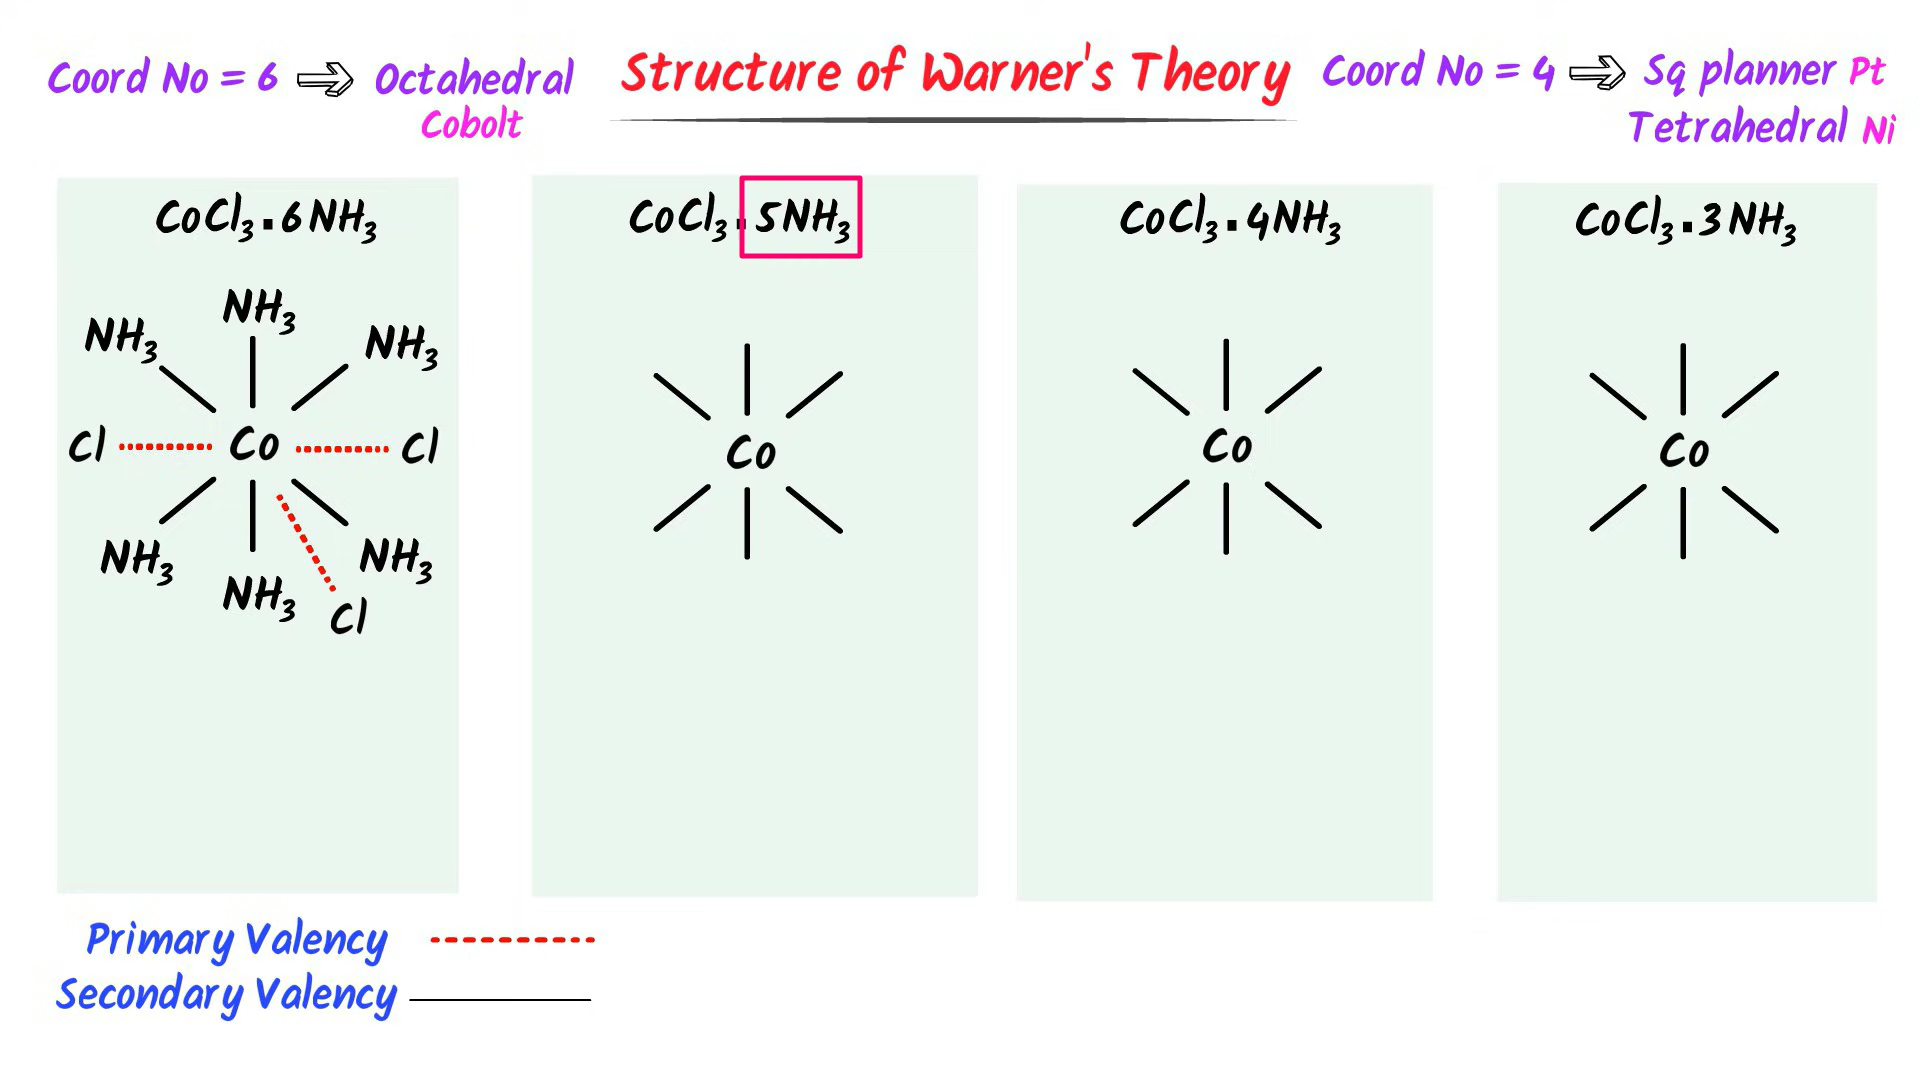 Structure of Warner's Theory
Coord No = 6 ⇒ Octahedral
Cobolt
Coord No = 4 ⇒ Sq planner Pt
Tetrahedral Ni
CoCl₃.6NH₃
NH₃
NH₃
NH₃
Cl
Co
Cl
NH₃
NH₃
NH₃
Cl
CoCl₃.5NH₃
Co
CoCl₃.4NH₃
Co
CoCl₃.3NH₃
Co
Primary Valency
Secondary Valency